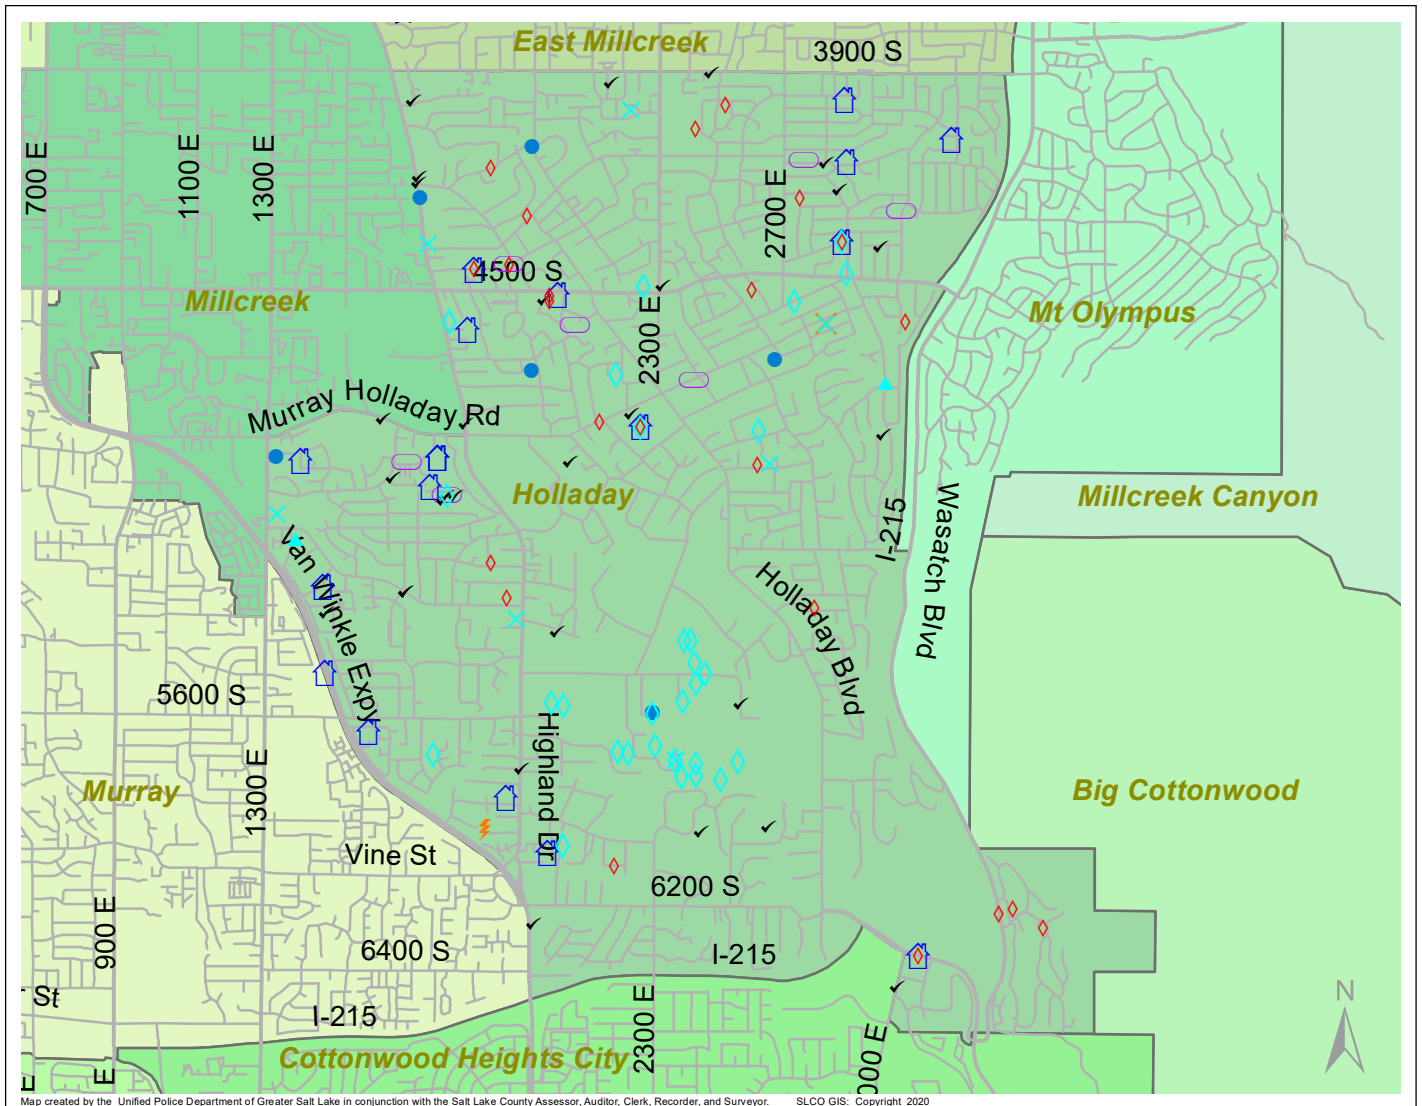 East Millcreek
3900 S
700 E
1100 E
1300 E
2700 E
4500 S
Millcreek
2300 E
Mt Olympus
Murray Holladay Rd
Holladay
Millcreek Canyon
I-215
Wasatch Blvd
Van Winkle Expy
Holladay Blvd
5600 S
Highland Dr
1300 E
Murray
Big Cottonwood
Vine St
6200 S
900 E
6400 S
I-215
St
I-215
N
2300 E
000 E
Cottonwood Heights City
E
E
Map created by the Unified Police Department of Greater Salt Lake in conjunction with the Salt Lake County Assessor, Auditor, Clerk, Recorder, and Surveyor. SLCO GIS: Copyright 2020